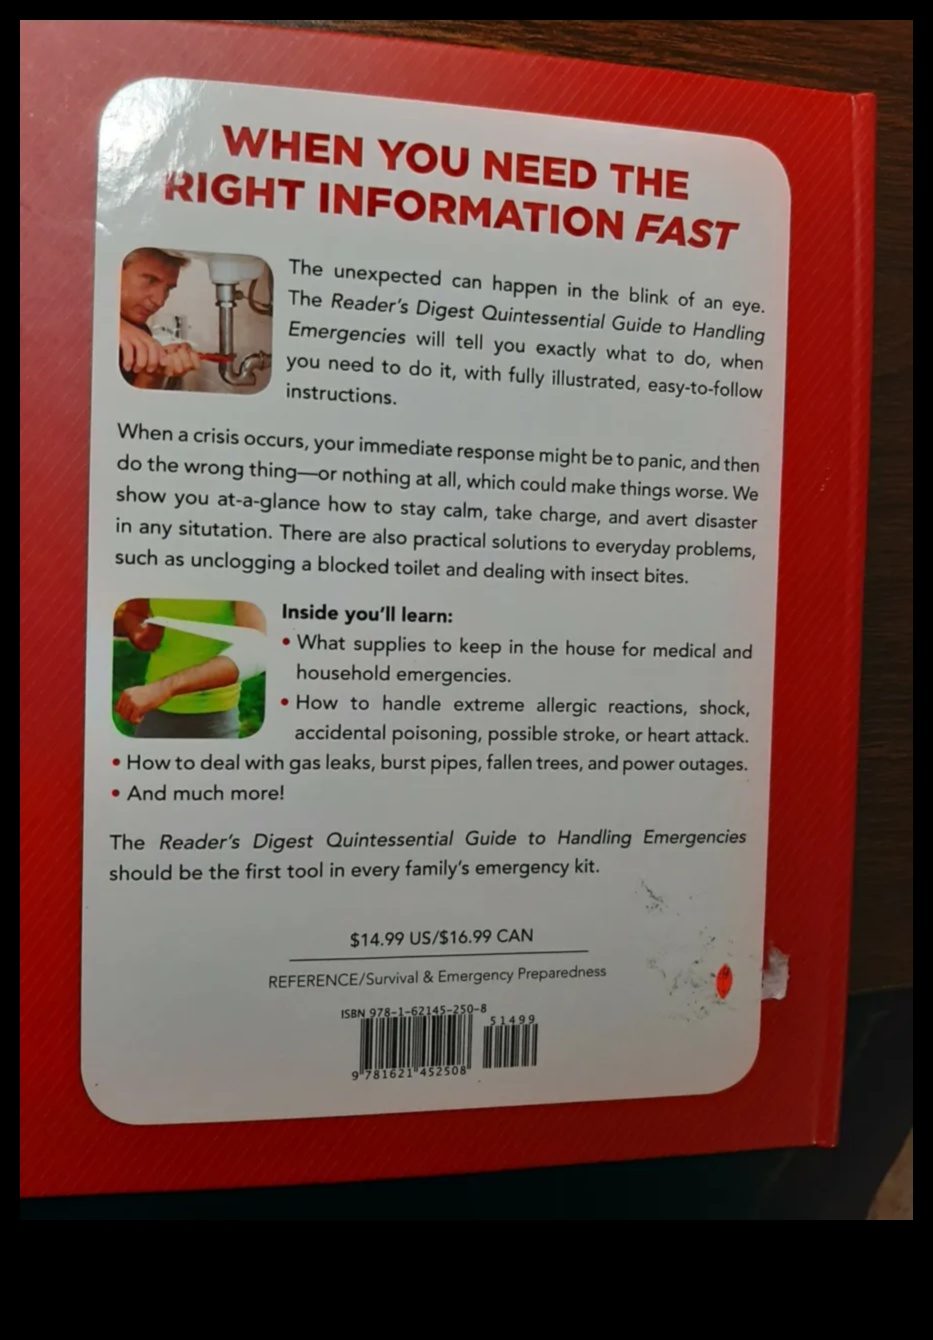 WHEN YOU NEED THE
RIGHT INFORMATION FAST
The unexpected can happen in the blink of an eye.
The Reader's Digest Quintessential Guide to Handling
Emergencies will tell you exactly what to do, when
you need to do it, with fully illustrated, easy-to-follow
instructions.
When a crisis occurs, your immediate response might be to panic, and then
do the wrong thing—or nothing at all, which could make things worse. We
show you at-a-glance how to stay calm, take charge, and avert disaster
in any situtation. There are also practical solutions to everyday problems,
such as unclogging a blocked toilet and dealing with insect bites.
Inside you'll learn:
• What supplies to keep in the house for medical and
household emergencies.
• How to handle extreme allergic reactions, shock,
accidental poisoning, possible stroke, or heart attack.
• How to deal with gas leaks, burst pipes, fallen trees, and power outages.
• And much more!
The Reader's Digest Quintessential Guide to Handling Emergencies
should be the first tool in every family's emergency kit.
$14.99 US/$16.99 CAN
REFERENCE/Survival & Emergency Preparedness
ISBN 978-1-62145-250-8
51499
9 781621 452508